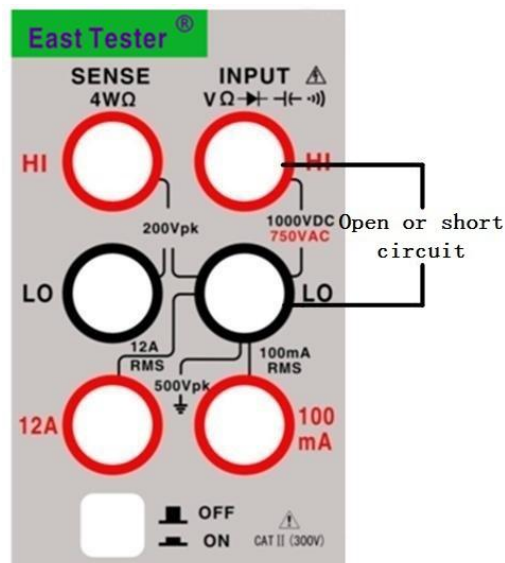 East Tester ®
SENSE
4WΩ
INPUT ⚠
VΩ
HI
HI
200Vpk
1000VDC
750VAC
Open or short
circuit
LO
LO
12A
RMS
100mA
RMS
500Vpk
12A
100
mA
OFF
ON
CAT II (300V)